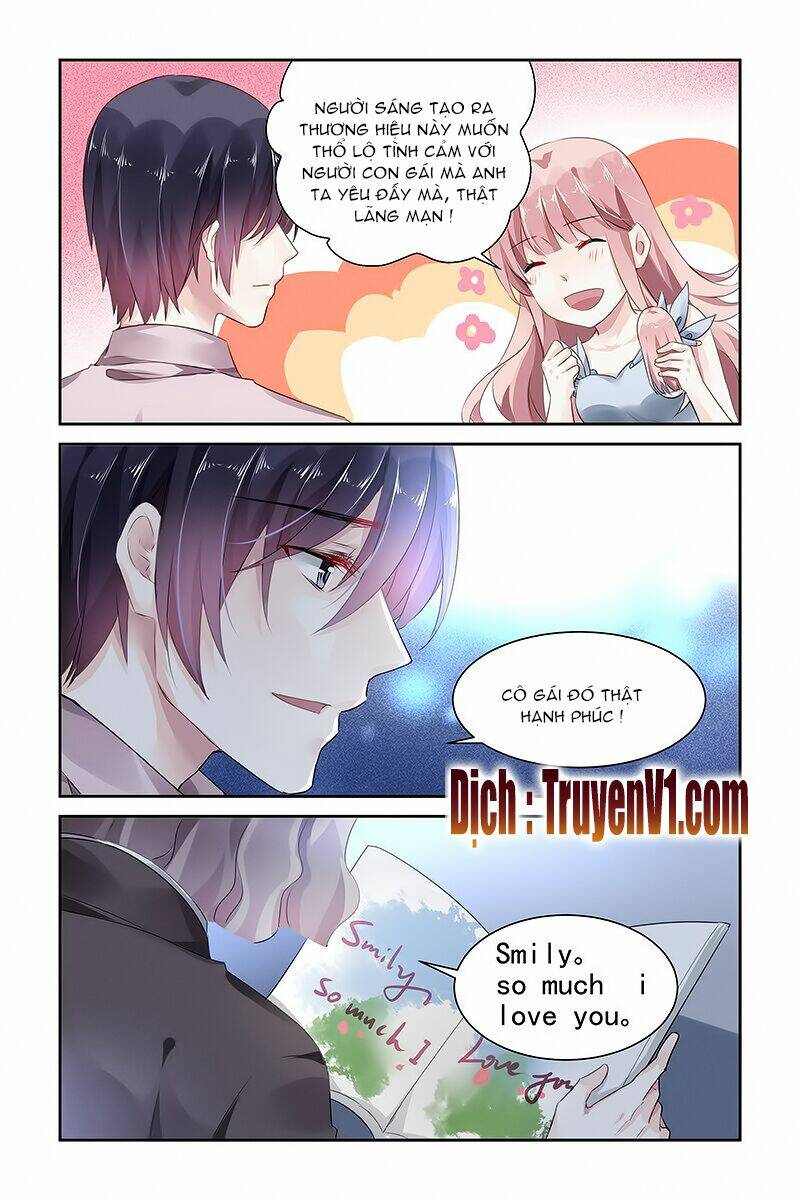 NGƯỜI SÁNG TẠO RA
THƯƠNG HIỆU NÀY MUỐN
THỔ LỘ TÌNH CẢM VỚI
NGƯỜI CON GÁI MÀ ANH
TA YÊU ĐẤY MÀ, THẬT
LÃNG MẠN !
CÔ GÁI ĐÓ THẬT
HẠNH PHÚC !
Dịch : TruyenV1.com
Smily,
so much I
Love you
Smily。
so much i
love you。